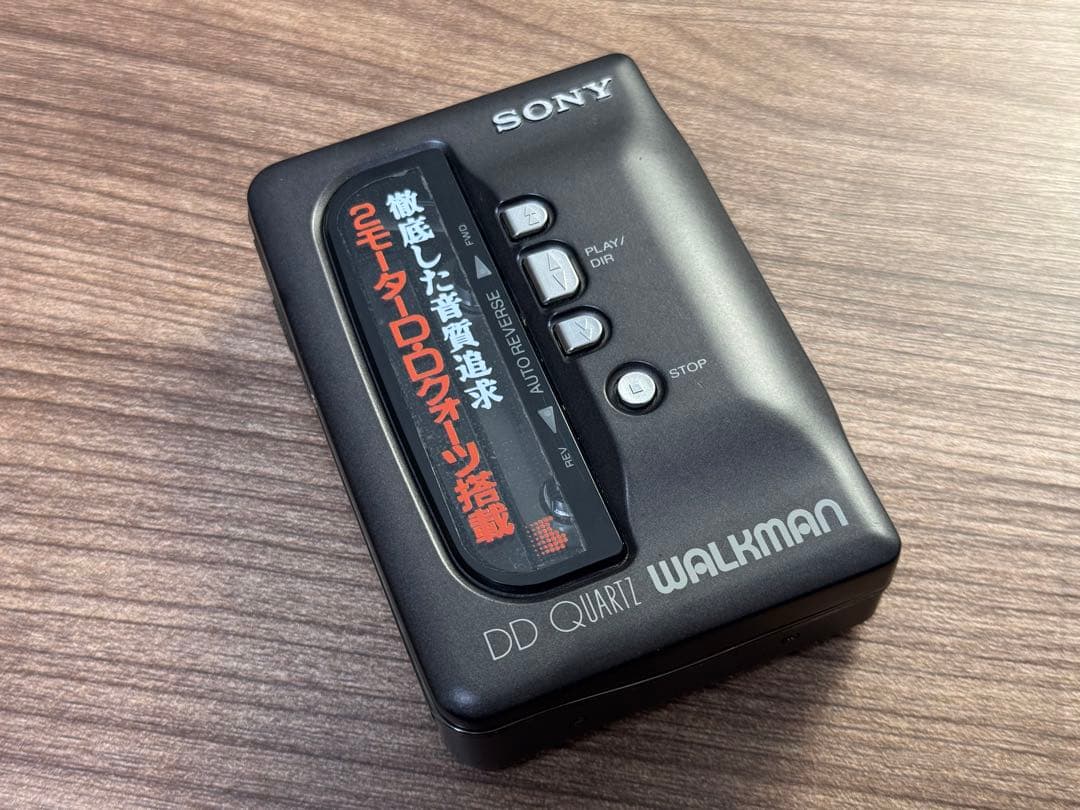 SONY
徹底した音質追求
2モーターD・Dクォーツ搭載
FWD
AUTO REVERSE
REV
PLAY/
DIR
STOP
DD QUARTZ WALKMAN